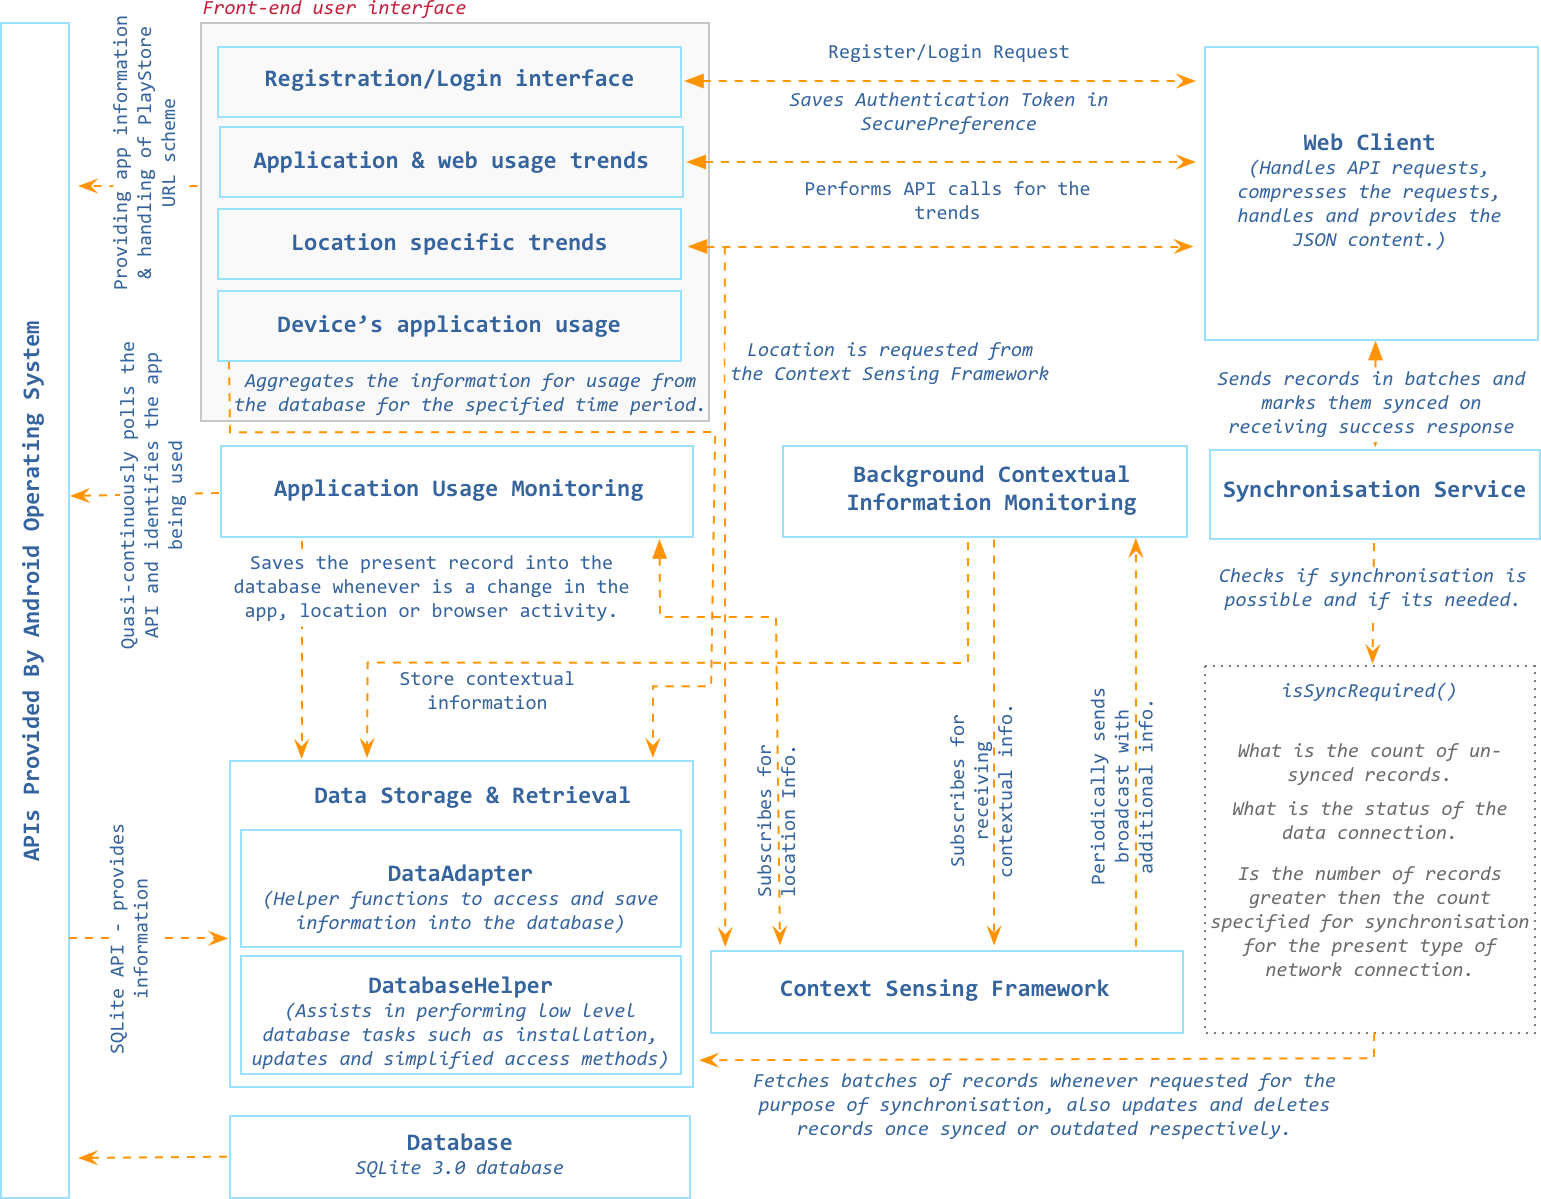 Front-end user interface
Registration/Login interface
Application & web usage trends
Location specific trends
Device’s application usage
Aggregates the information for usage from
the database for the specified time period.
Providing app information
& handling of PlayStore
URL scheme
Register/Login Request
Saves Authentication Token in
SecurePreference
Performs API calls for the
trends
Web Client
(Handles API requests,
compresses the requests,
handles and provides the
JSON content.)
Location is requested from
the Context Sensing Framework
Sends records in batches and
marks them synced on
receiving success response
APIs Provided By Android Operating System
Quasi-continuously polls the
API and identifies the app
being used
Application Usage Monitoring
Background Contextual
Information Monitoring
Synchronisation Service
Saves the present record into the
database whenever is a change in the
app, location or browser activity.
Checks if synchronisation is
possible and if its needed.
Store contextual
information
Subscribes for
location Info.
Subscribes for
receiving
contextual info.
Periodically sends
broadcast with
additional info.
isSyncRequired()
What is the count of un-
synced records.
What is the status of the
data connection.
Is the number of records
greater then the count
specified for synchronisation
for the present type of
network connection.
Data Storage & Retrieval
DataAdapter
(Helper functions to access and save
information into the database)
DatabaseHelper
(Assists in performing low level
database tasks such as installation,
updates and simplified access methods)
SQLite API - provides
information
Context Sensing Framework
Fetches batches of records whenever requested for the
purpose of synchronisation, also updates and deletes
records once synced or outdated respectively.
Database
SQLite 3.0 database